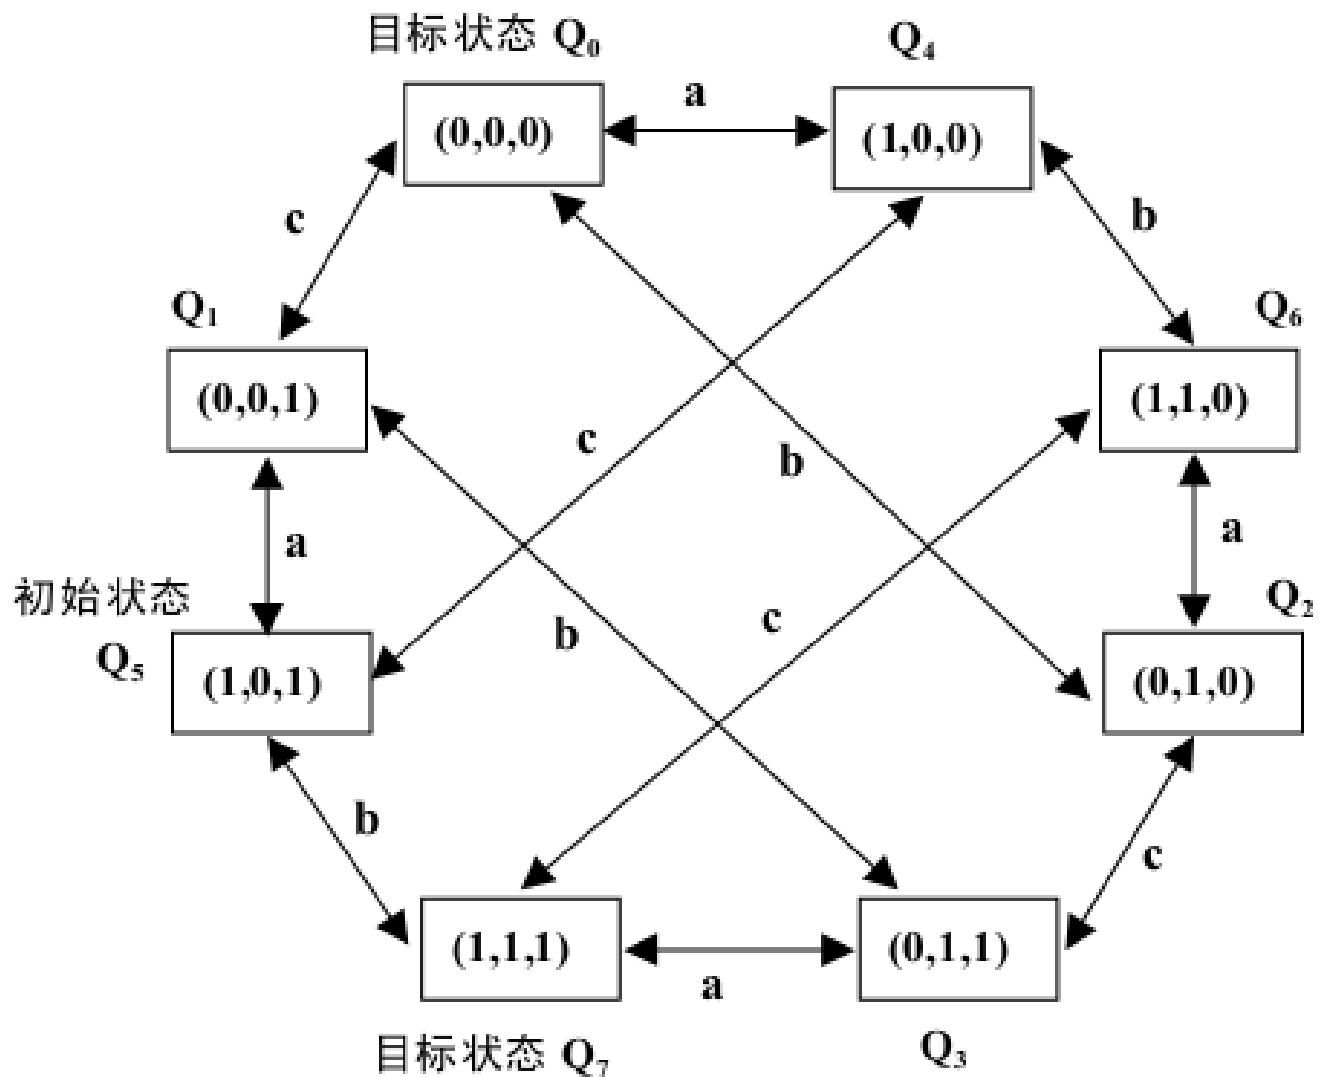 目标状态 Q₀
Q₄
a
(0,0,0)
(1,0,0)
c
b
Q₁
Q₆
(0,0,1)
(1,1,0)
c
b
a
a
初始状态
Q₅
Q₂
b
c
(1,0,1)
(0,1,0)
b
c
(1,1,1)
(0,1,1)
a
目标状态 Q₇
Q₃